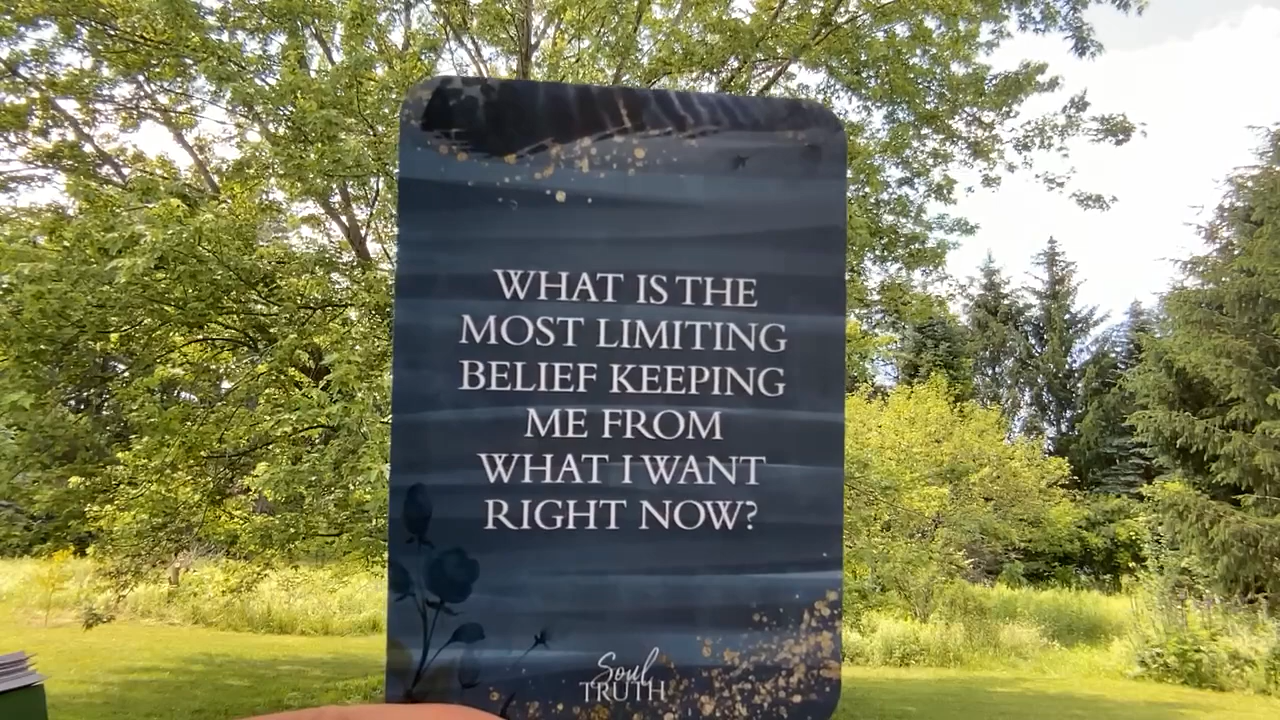 WHAT IS THE
MOST LIMITING
BELIEF KEEPING
ME FROM
WHAT I WANT
RIGHT NOW?
Soul
TRUTH